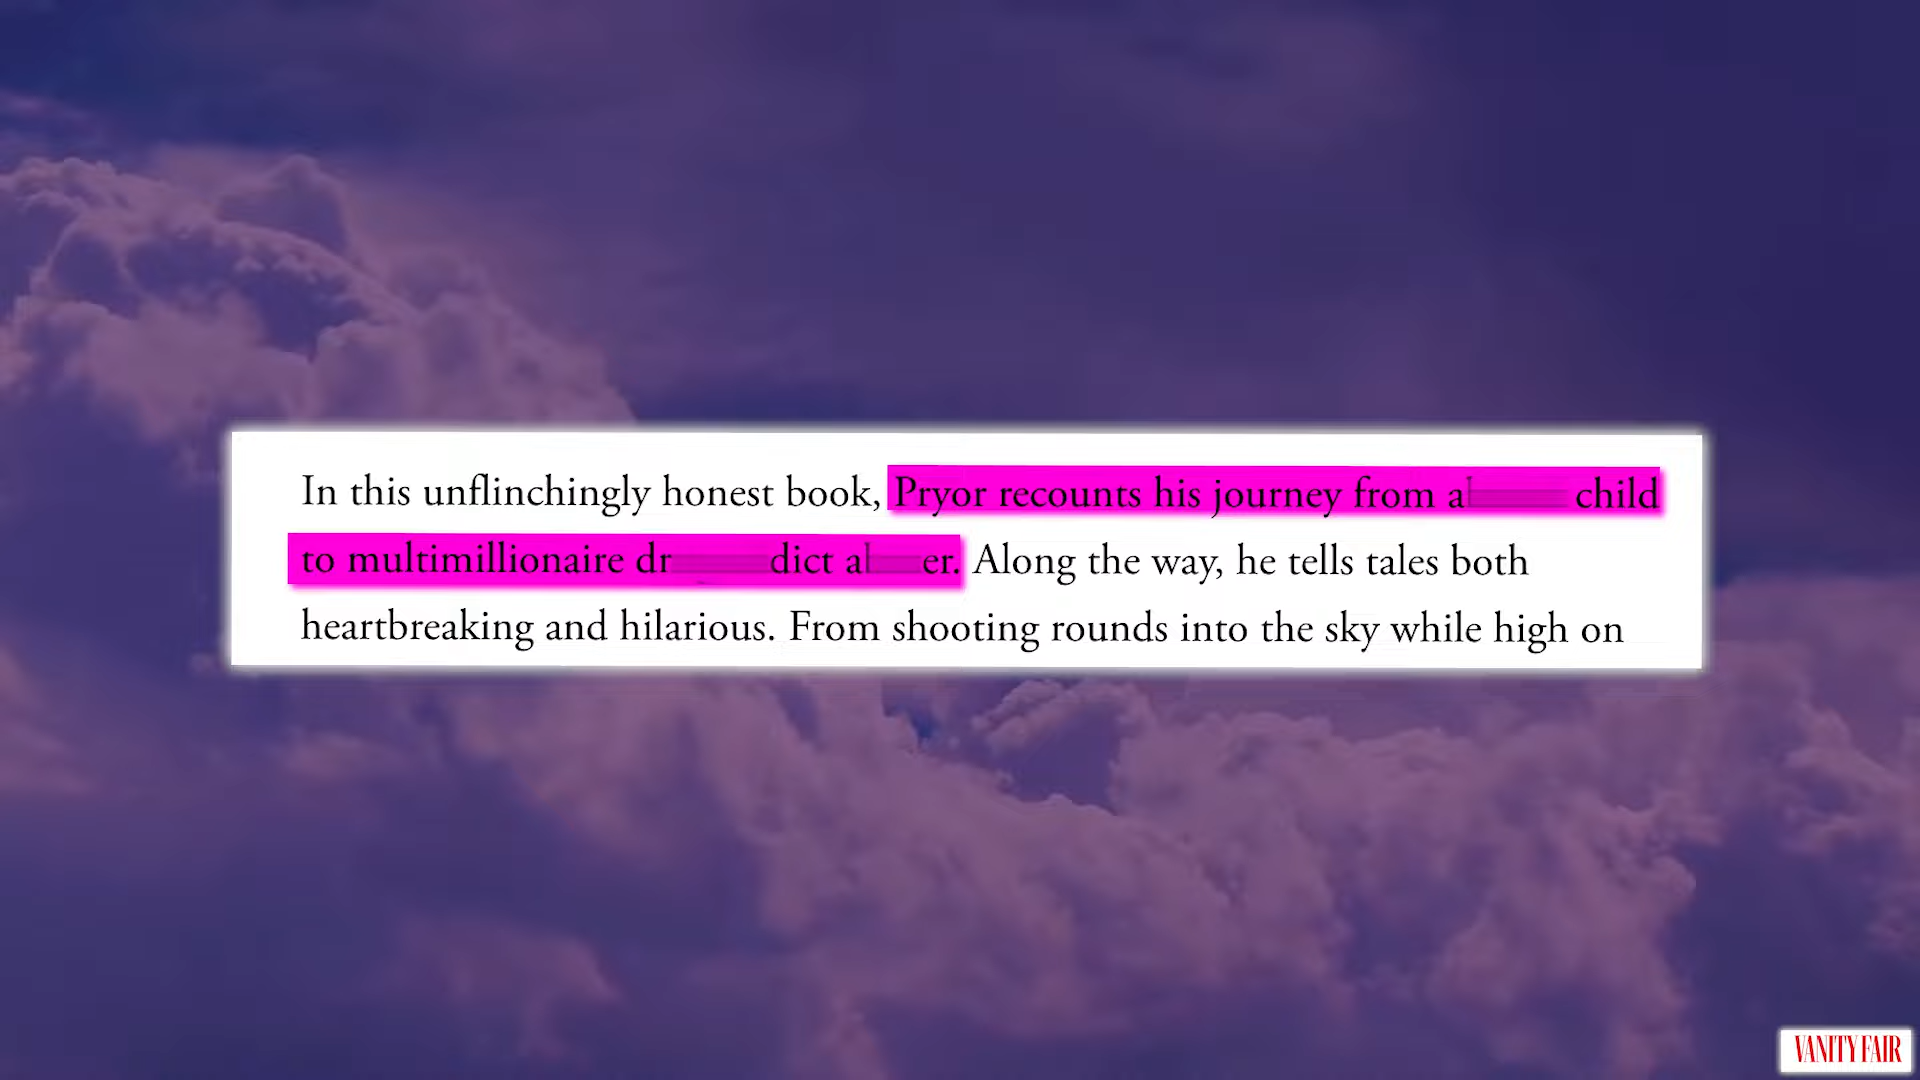 In this unflinchingly honest book, Pryor recounts his journey from child
to multimillionaire Along the way, he tells tales both
heartbreaking and hilarious. From shooting rounds into the sky while high on
VANITY FAIR